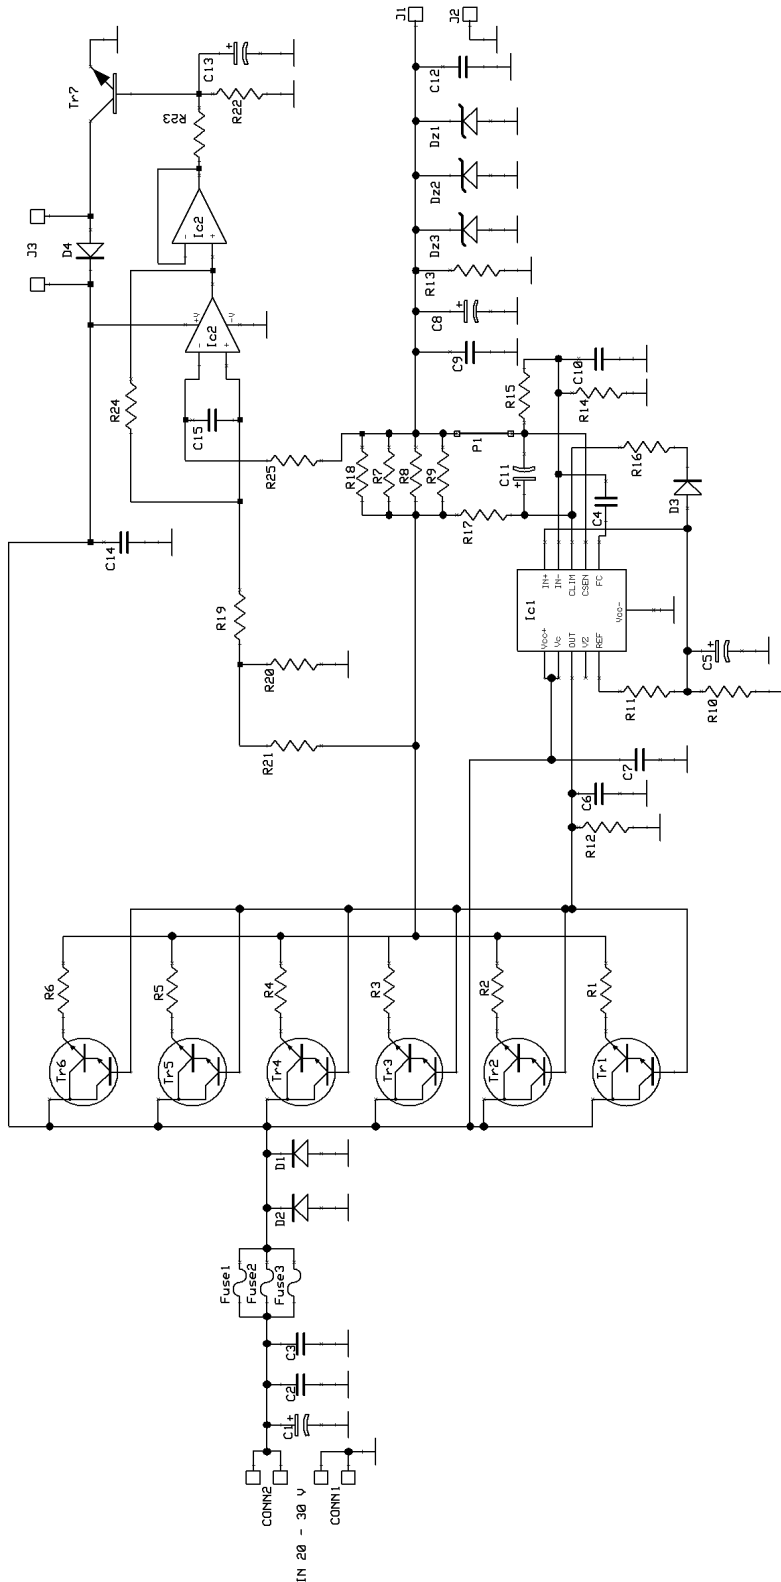 J1
J2
C13
Tr7
R22
R23
C12
Dz1
Dz2
Dz3
Ic2
J3
D4
R13
+V
-V
Ic2
C8
C9
R24
C15
R15
C10
R14
P1
R25
R18
R7
R8
R9
C11
R16
R17
C4
D3
C14
IN+
IN-
CLIM
CSEN
FC
Ic1
Vcc-
Vcc+
Vc
OUT
VZ
REF
R19
R20
C5
R11
R10
R21
C7
C6
R12
R6
R5
R4
R3
R2
R1
Tr6
Tr5
Tr4
Tr3
Tr2
Tr1
D1
D2
Fuse1
Fuse2
Fuse3
C3
C2
C1
CONN2
CONN1
IN 20 - 30 V